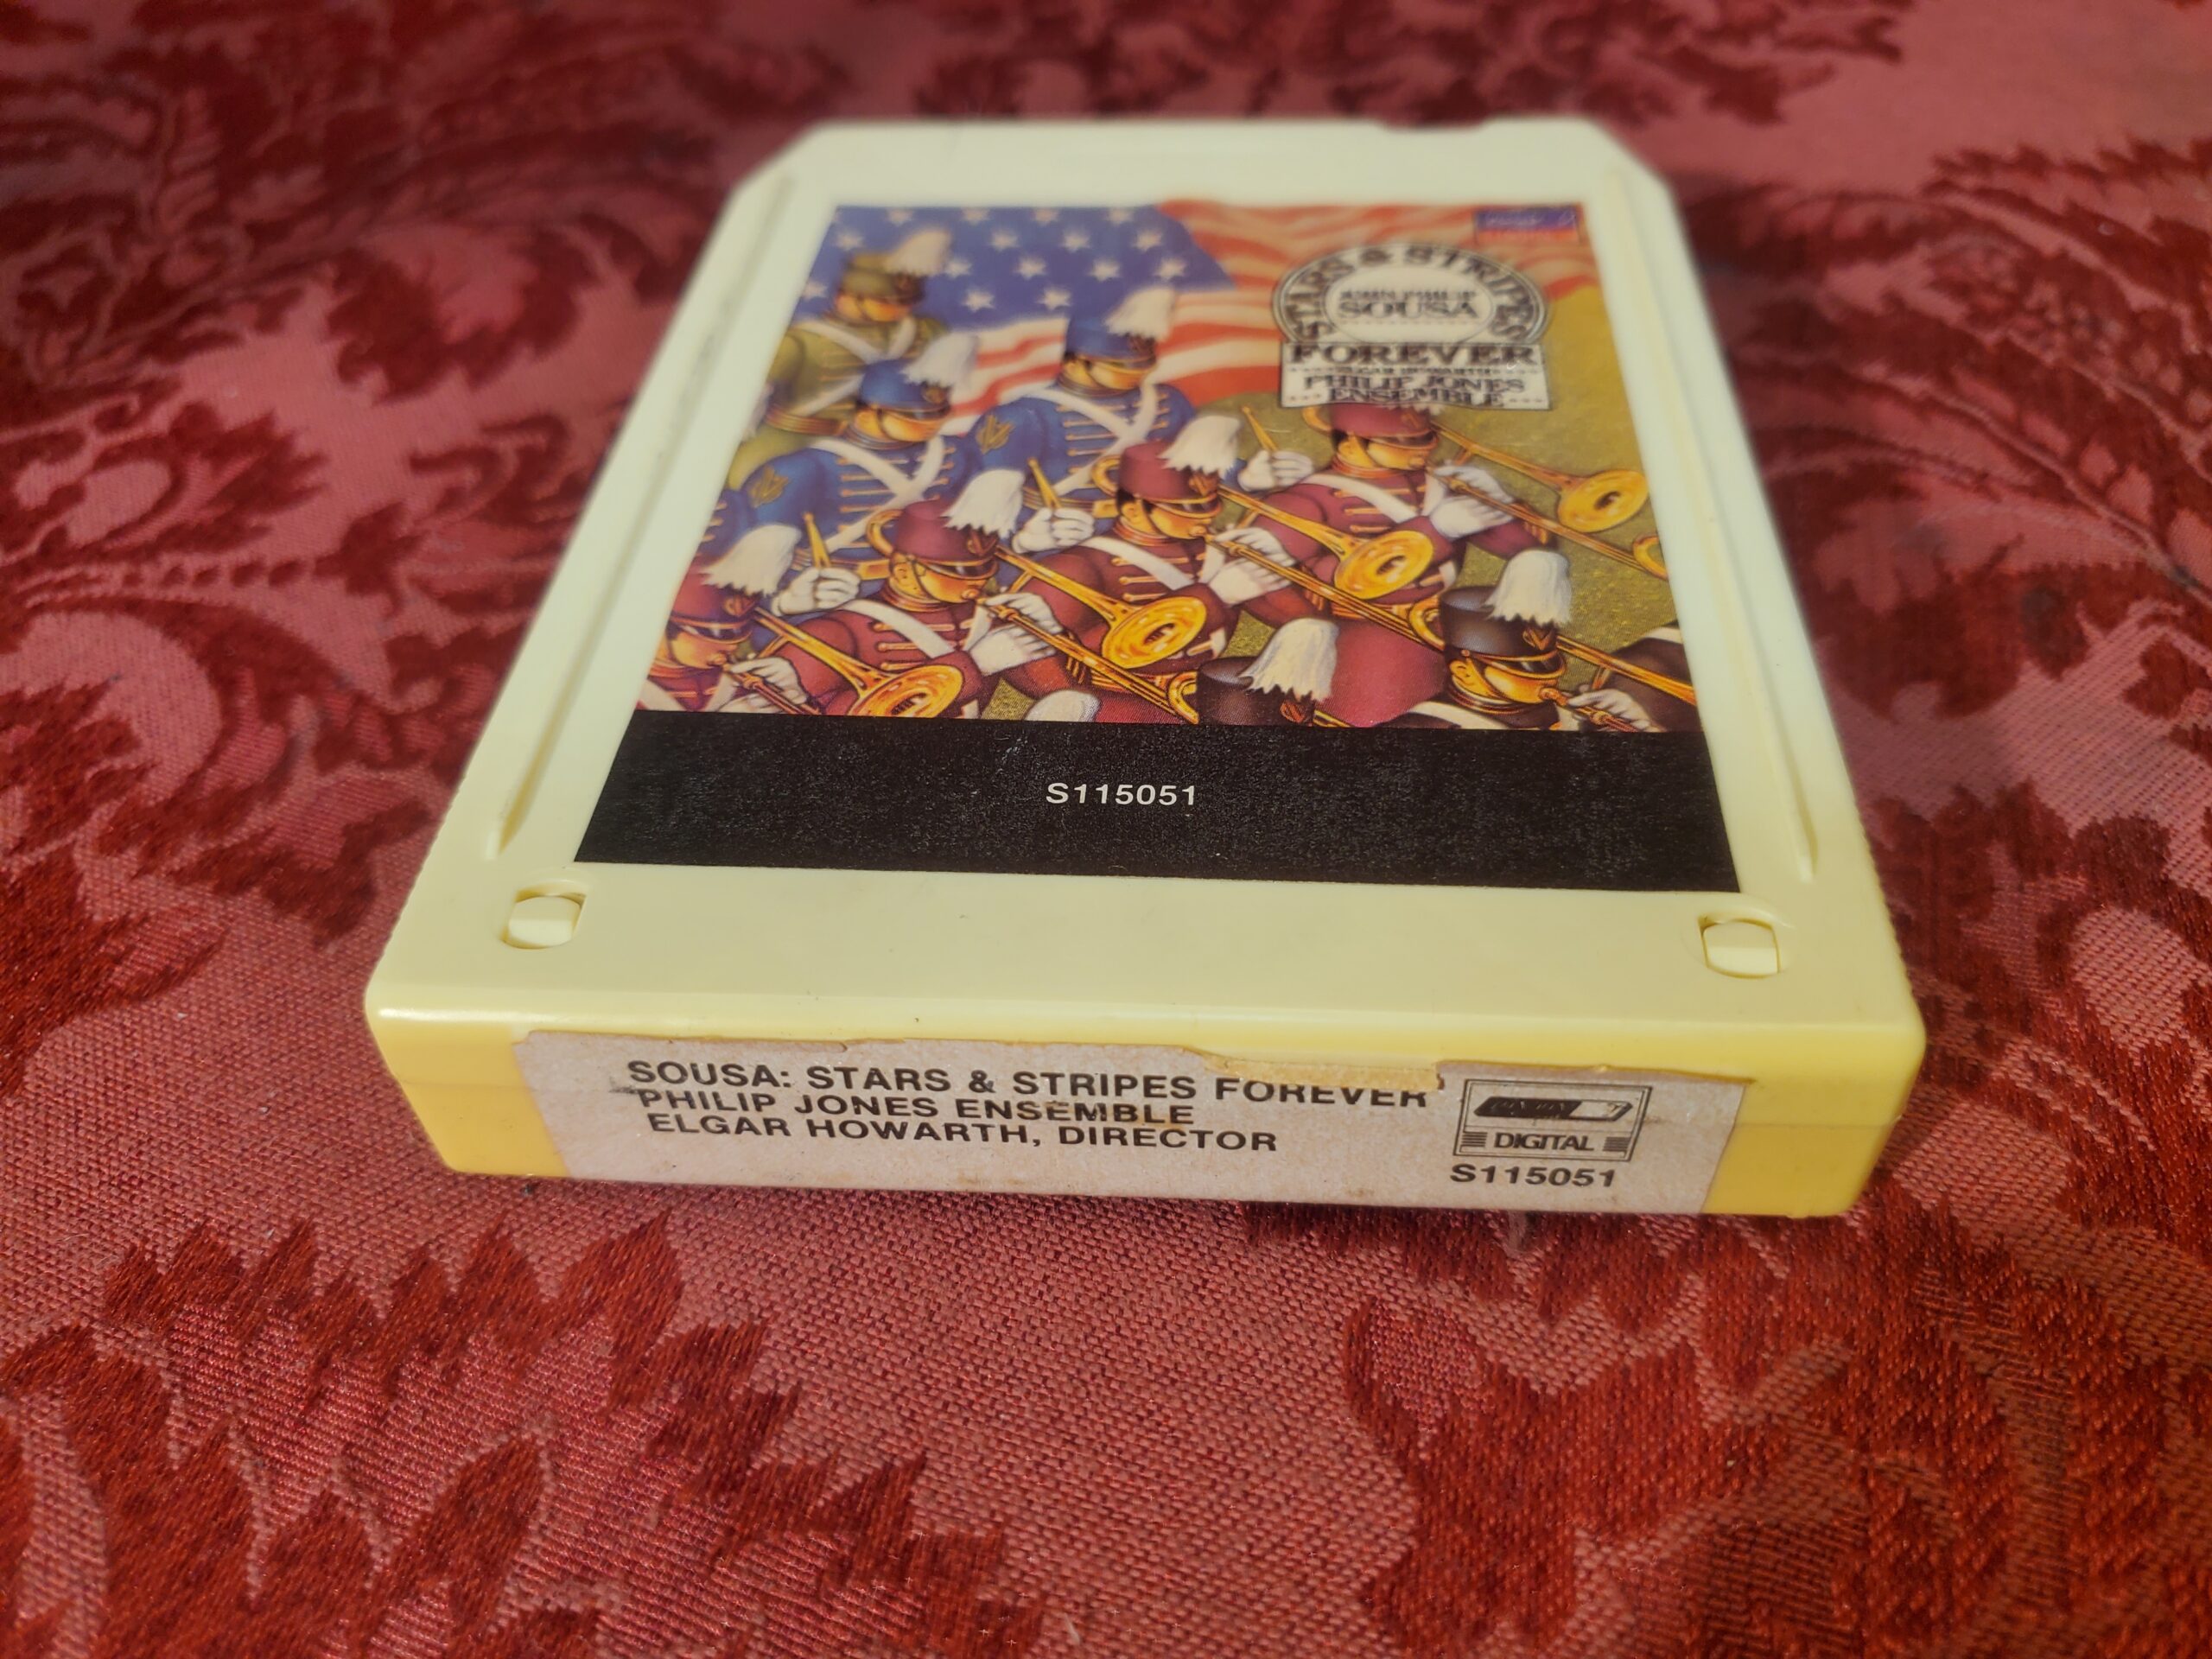 STARS & STRIPES
JOHN PHILIP
SOUSA
FOREVER
ELGAR HOWARTH
PHILIP JONES
ENSEMBLE
S115051
SOUSA: STARS & STRIPES FOREVER
PHILIP JONES ENSEMBLE
ELGAR HOWARTH, DIRECTOR
LONDON
DIGITAL
S115051